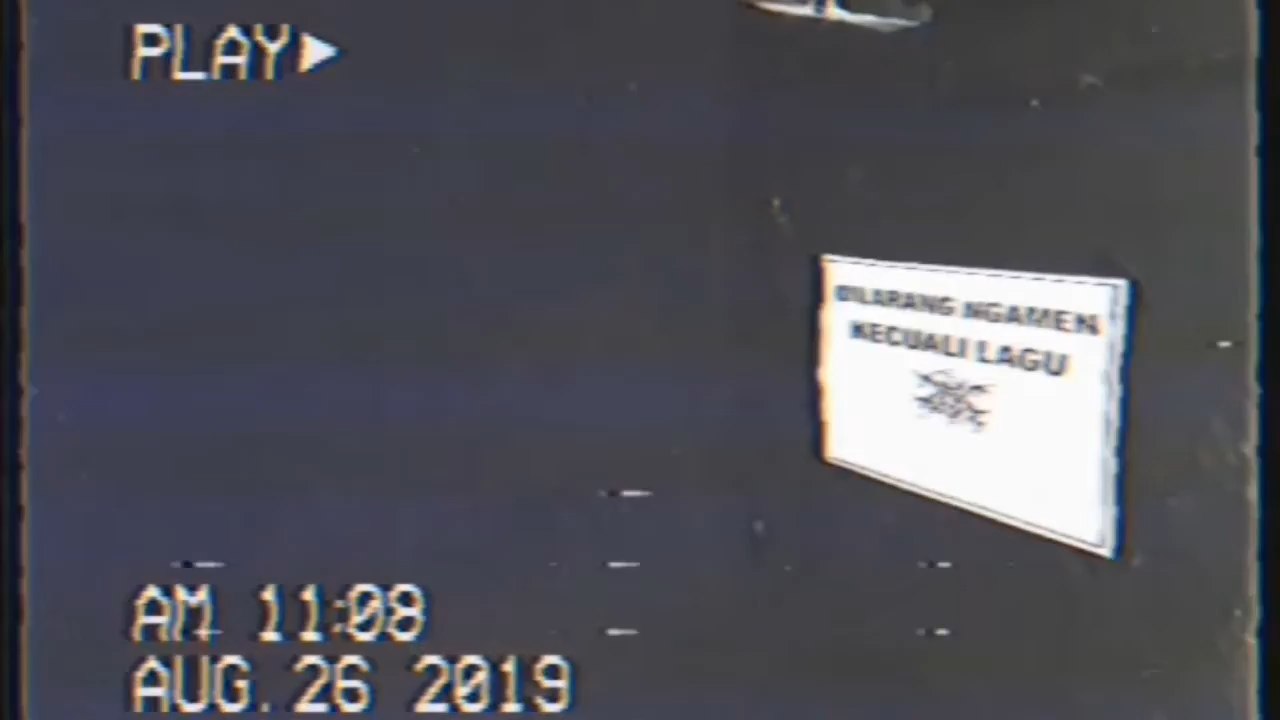 PLAY
DILARANG NGAMEN
KECUALI LAGU
AM 11:08
AUG.26 2019